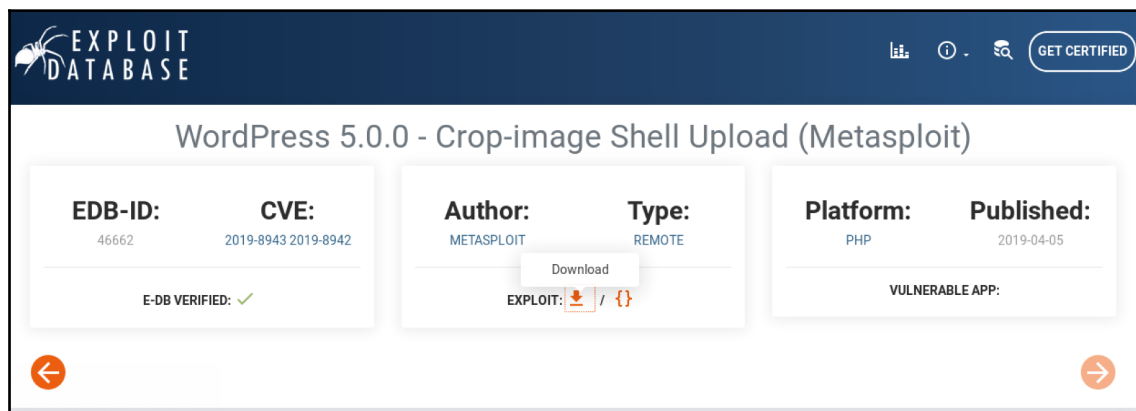 EXPLOIT
DATABASE
GET CERTIFIED
WordPress 5.0.0 - Crop-image Shell Upload (Metasploit)
EDB-ID:
46662
CVE:
2019-8943 2019-8942
E-DB VERIFIED:
Author:
METASPLOIT
Type:
REMOTE
Download
EXPLOIT: / {}
Platform:
PHP
Published:
2019-04-05
VULNERABLE APP: